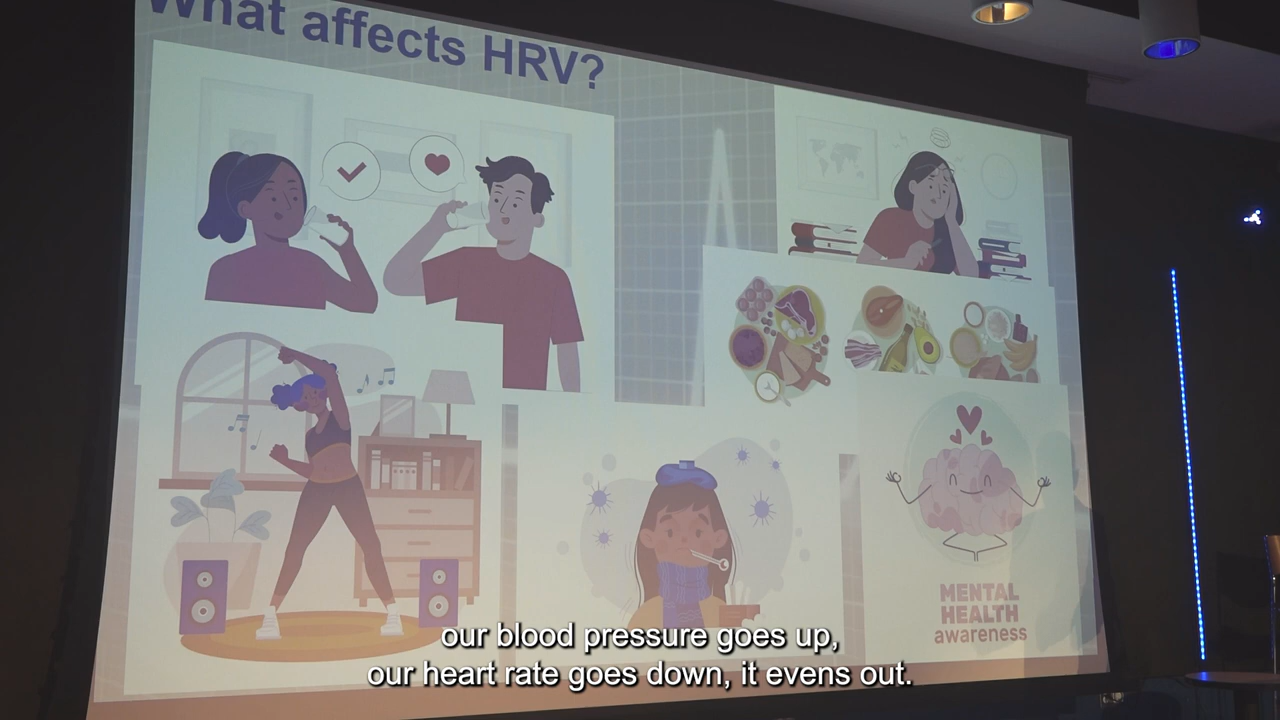 What affects HRV?
MENTAL
HEALTH
awareness
our blood pressure goes up,
our heart rate goes down, it evens out.